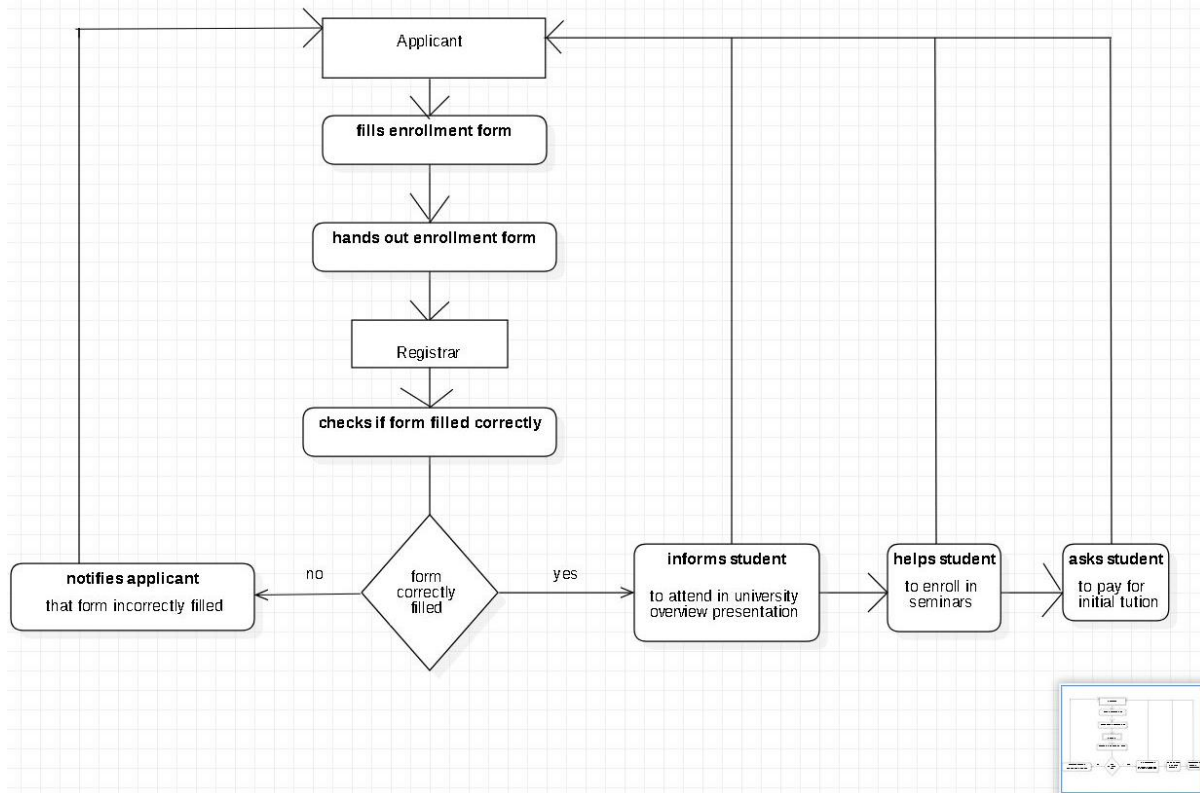 Applicant
fills enrollment form
hands out enrollment form
Registrar
checks if form filled correctly
form
correctly
filled
no
yes
notifies applicant
that form incorrectly filled
informs student
to attend in university
overview presentation
helps student
to enroll in
seminars
asks student
to pay for
initial tution